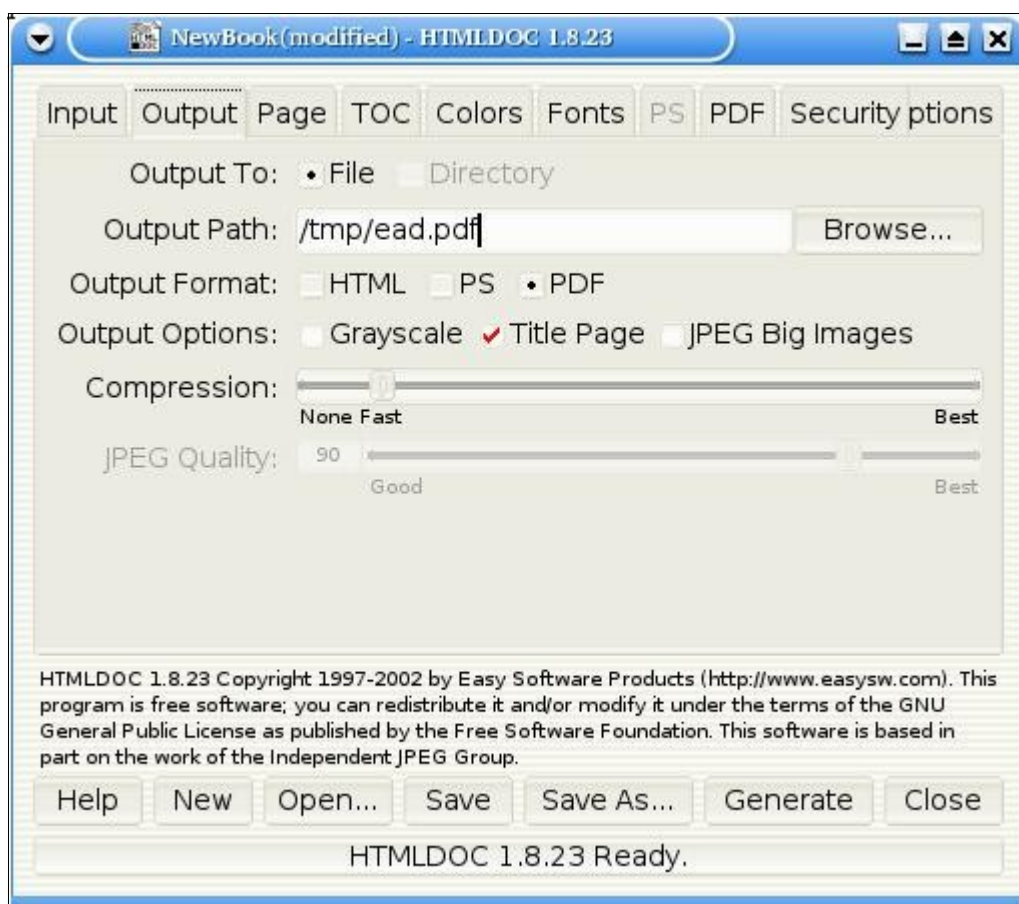 NewBook(modified) - HTMLDOC 1.8.23
Input Output Page TOC Colors Fonts PS PDF Security ptions
Output To: File Directory
Output Path: /tmp/ead.pdf Browse...
Output Format: HTML PS PDF
Output Options: Grayscale Title Page JPEG Big Images
Compression:
None Fast Best
JPEG Quality: 90
Good Best
HTMLDOC 1.8.23 Copyright 1997-2002 by Easy Software Products (http://www.easysw.com). This
program is free software; you can redistribute it and/or modify it under the terms of the GNU
General Public License as published by the Free Software Foundation. This software is based in
part on the work of the Independent JPEG Group.
Help New Open... Save Save As... Generate Close
HTMLDOC 1.8.23 Ready.